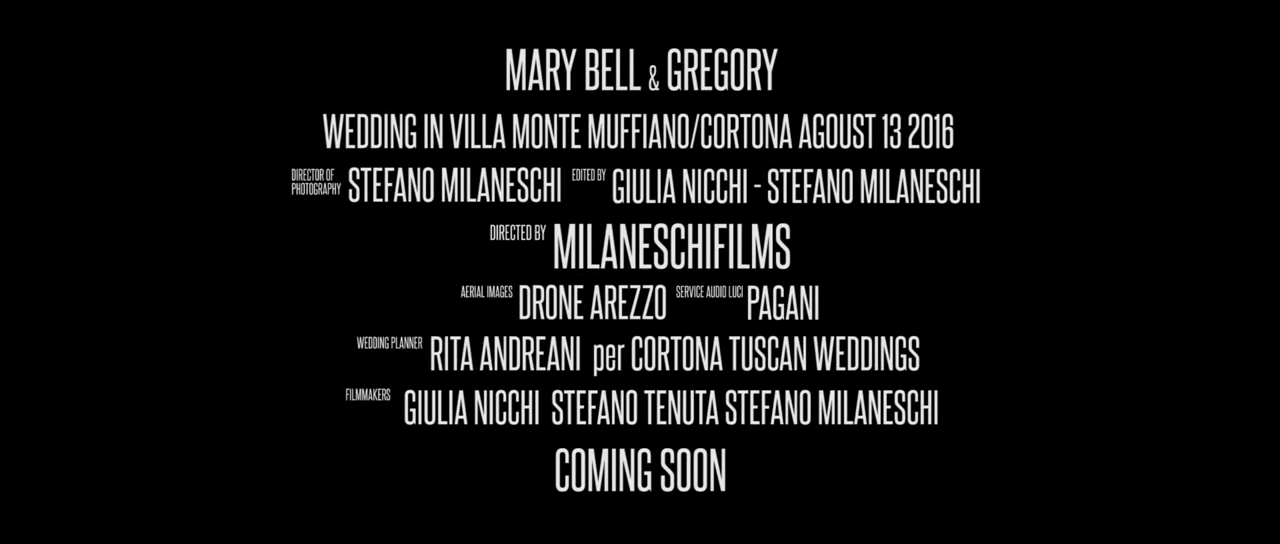 MARY BELL & GREGORY
WEDDING IN VILLA MONTE MUFFIANO/CORTONA AGOUST 13 2016
DIRECTOR OF PHOTOGRAPHY STEFANO MILANESCHI EDITED BY GIULIA NICCHI - STEFANO MILANESCHI
DIRECTED BY MILANESCHIFILMS
AERIAL IMAGES DRONE AREZZO SERVICE AUDIO LUCI PAGANI
WEDDING PLANNER RITA ANDREANI per CORTONA TUSCAN WEDDINGS
FILMMAKERS GIULIA NICCHI STEFANO TENUTA STEFANO MILANESCHI
COMING SOON